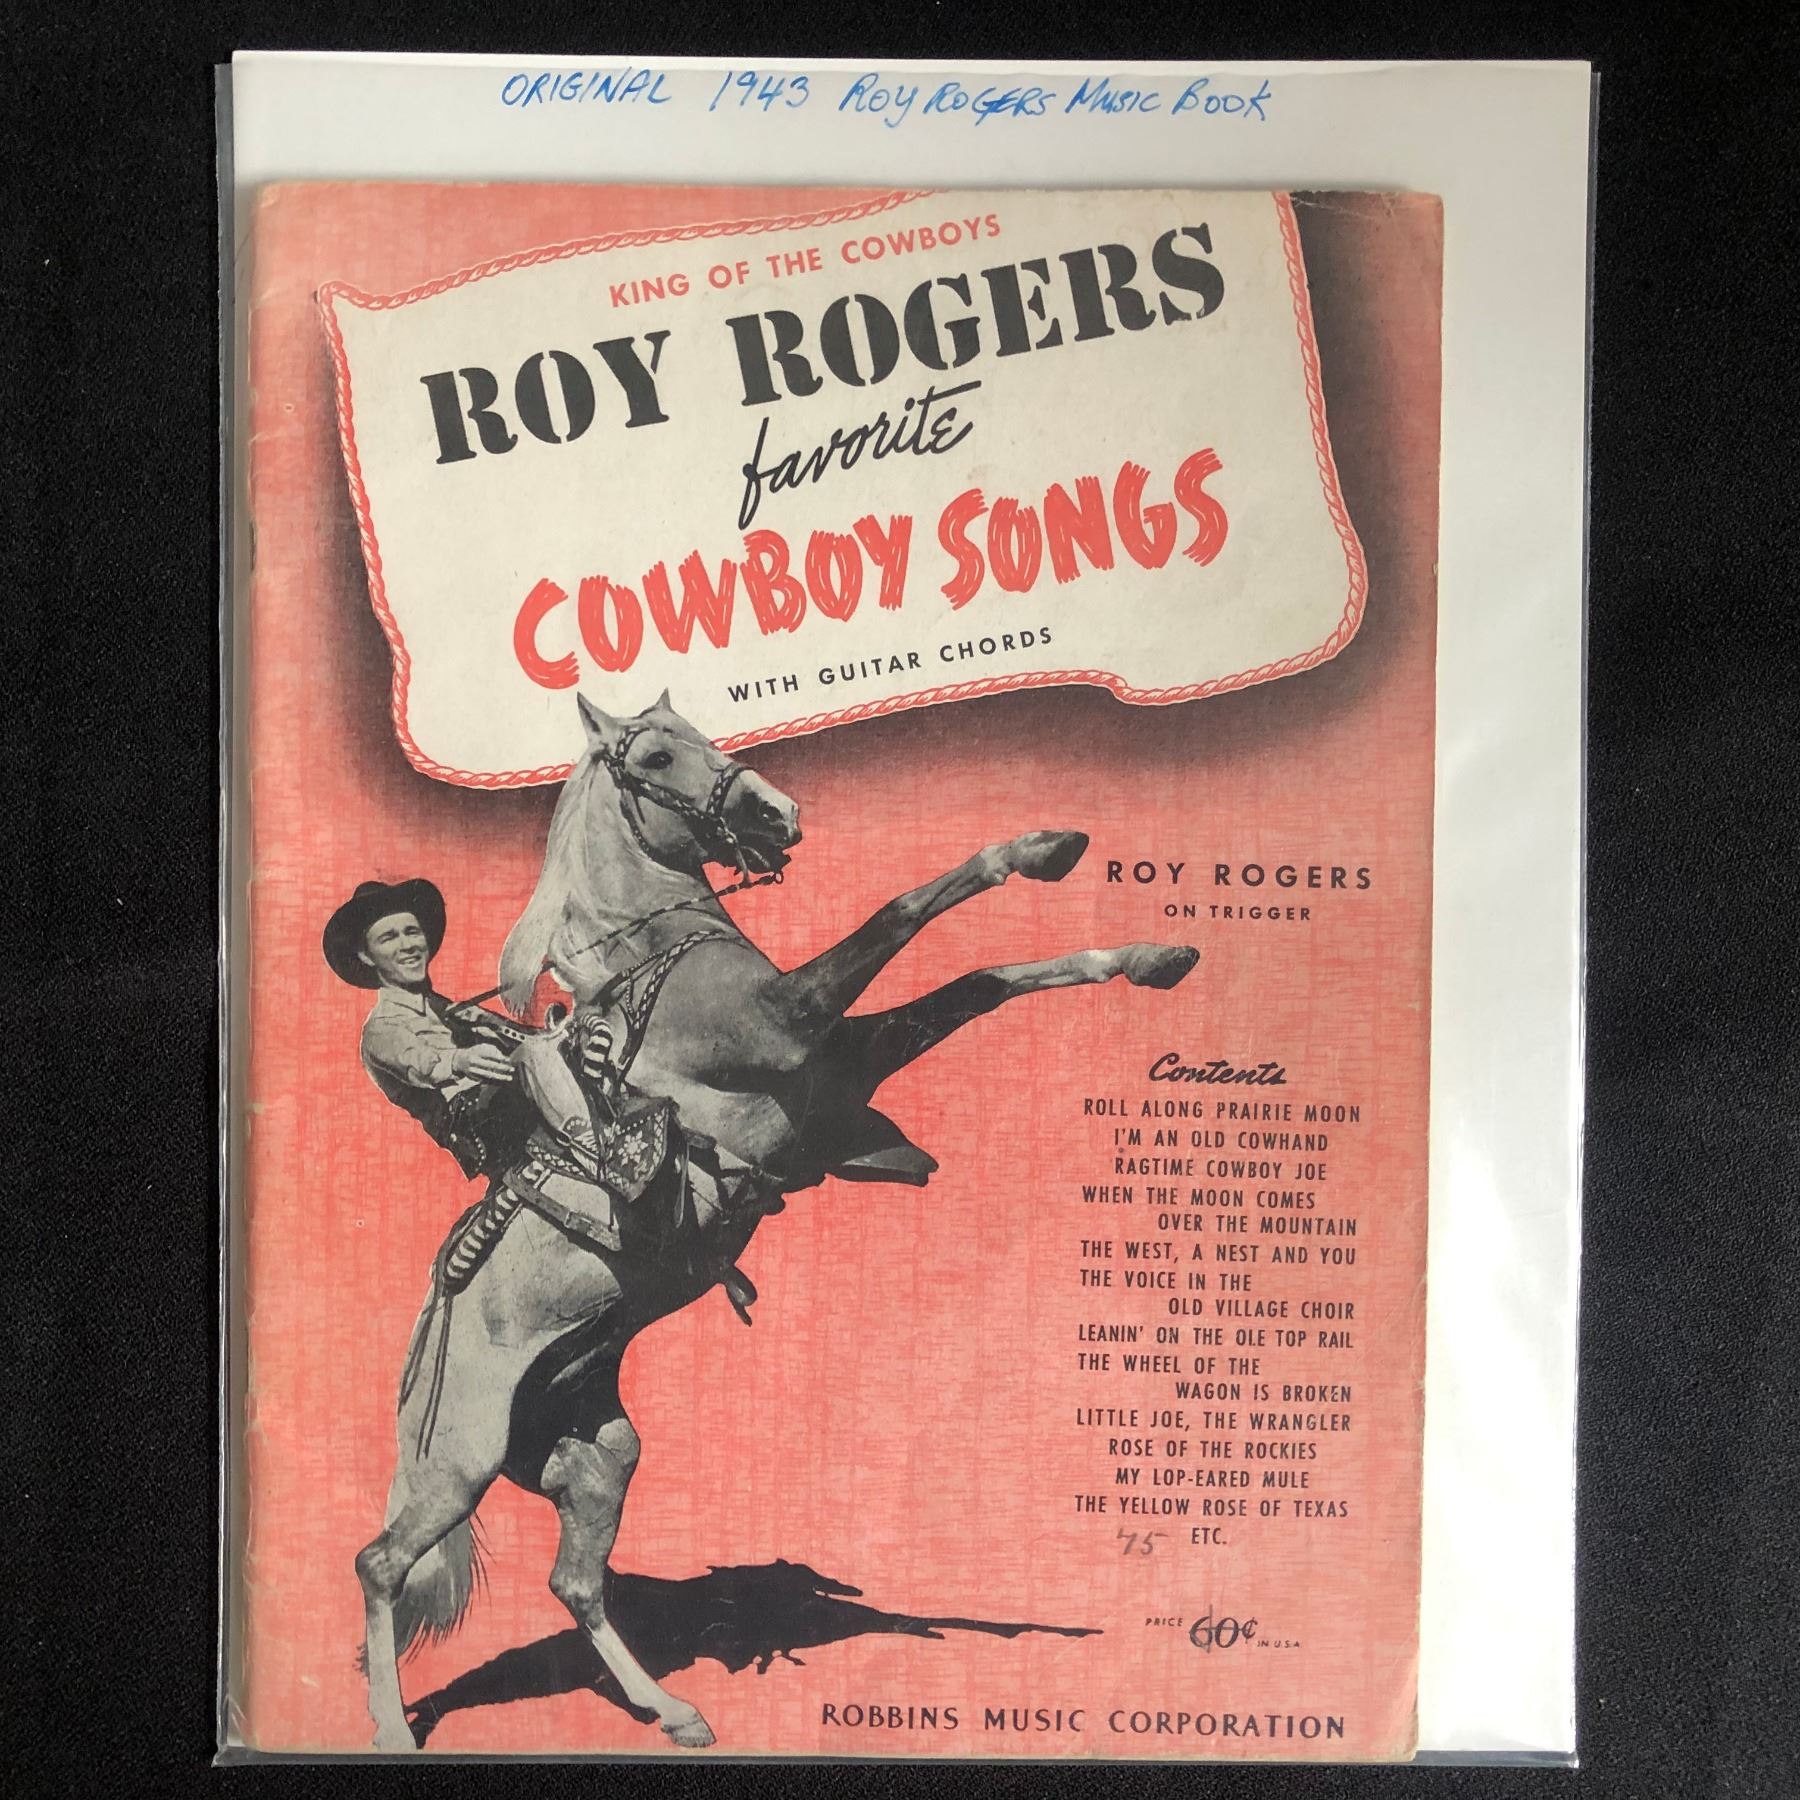 ORIGINAL 1943 ROY ROGERS MUSIC BOOK
KING OF THE COWBOYS
ROY ROGERS
favorite
COWBOY SONGS
WITH GUITAR CHORDS
ROY ROGERS
ON TRIGGER
Contents
ROLL ALONG PRAIRIE MOON
I'M AN OLD COWHAND
RAGTIME COWBOY JOE
WHEN THE MOON COMES
OVER THE MOUNTAIN
THE WEST, A NEST AND YOU
THE VOICE IN THE
OLD VILLAGE CHOIR
LEANIN' ON THE OLE TOP RAIL
THE WHEEL OF THE
WAGON IS BROKEN
LITTLE JOE, THE WRANGLER
ROSE OF THE ROCKIES
MY LOP-EARED MULE
THE YELLOW ROSE OF TEXAS
75 ETC.
PRICE 60¢ IN U.S.A.
ROBBINS MUSIC CORPORATION